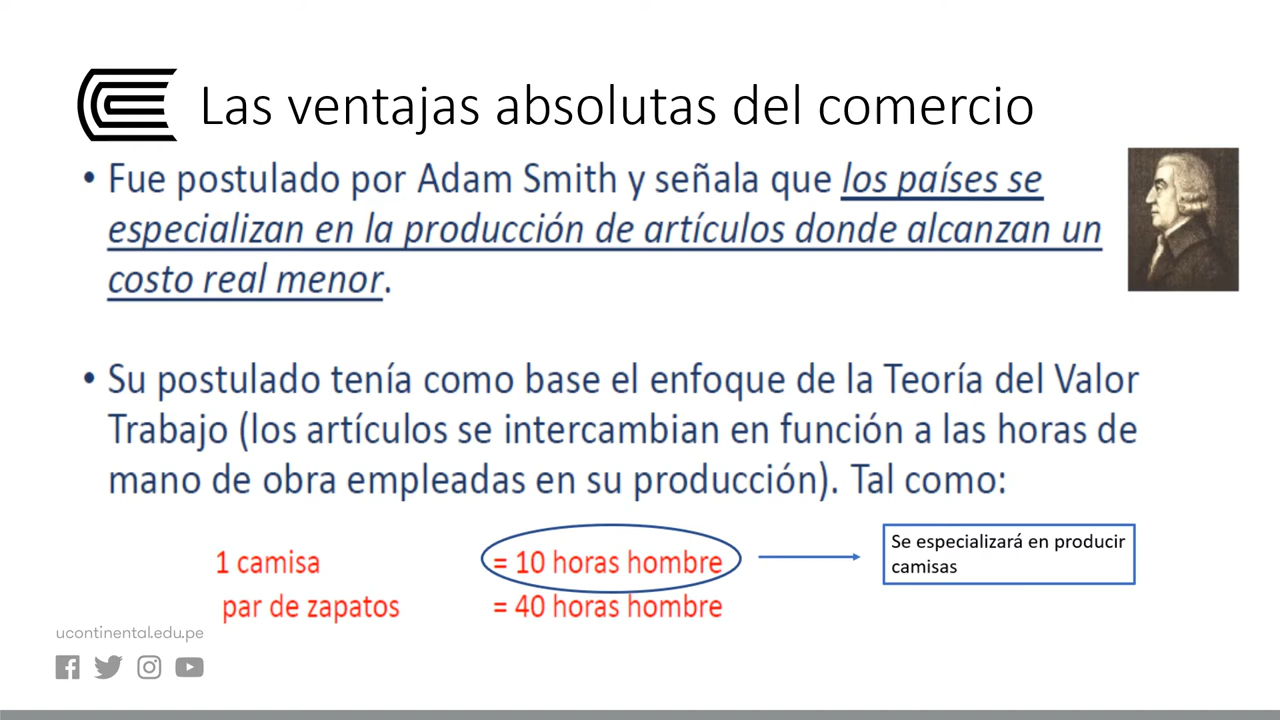 Las ventajas absolutas del comercio
• Fue postulado por Adam Smith y señala que los países se
especializan en la producción de artículos donde alcanzan un
costo real menor.
• Su postulado tenía como base el enfoque de la Teoría del Valor
Trabajo (los artículos se intercambian en función a las horas de
mano de obra empleadas en su producción). Tal como:
1 camisa = 10 horas hombre
Se especializará en producir
camisas
par de zapatos = 40 horas hombre
ucontinental.edu.pe